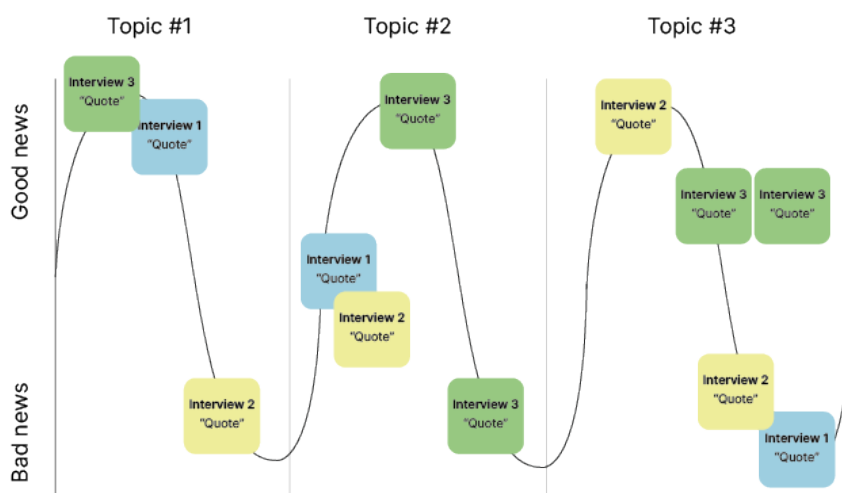 Topic #1
Topic #2
Topic #3
Good news
Bad news
Interview 3
"Quote"
Interview 1
"Quote"
Interview 2
"Quote"
Interview 3
"Quote"
Interview 1
"Quote"
Interview 2
"Quote"
Interview 3
"Quote"
Interview 2
"Quote"
Interview 3
"Quote"
Interview 3
"Quote"
Interview 2
"Quote"
Interview 1
"Quote"